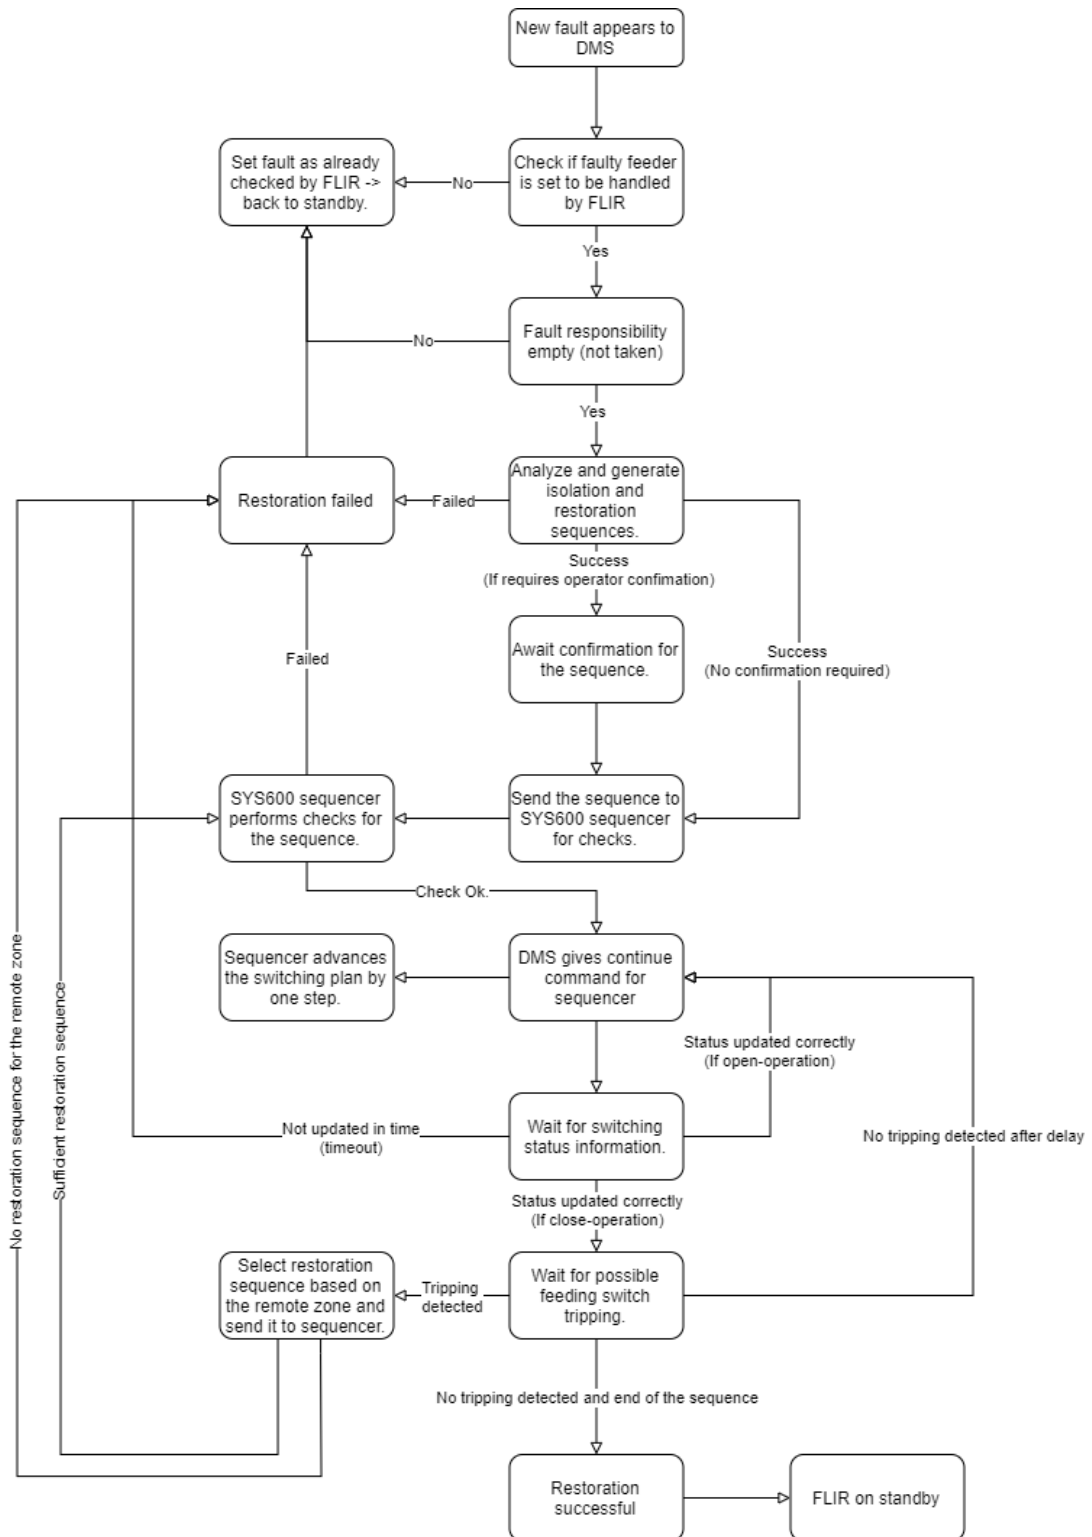 New fault appears to
DMS
Set fault as already
checked by FLIR ->
back to standby.
No
Check if faulty feeder
is set to be handled
by FLIR
Yes
Fault responsibility
empty (not taken)
No
Yes
Restoration failed
Failed
Analyze and generate
isolation and
restoration
sequences.
Success
(If requires operator confimation)
Await confirmation for
the sequence.
Success
(No confirmation required)
Failed
SYS600 sequencer
performs checks for
the sequence.
Send the sequence to
SYS600 sequencer
for checks.
Check Ok.
Sequencer advances
the switching plan by
one step.
DMS gives continue
command for
sequencer
Status updated correctly
(If open-operation)
No restoration sequence for the remote zone
Sufficient restoration sequence
Not updated in time
(timeout)
Wait for switching
status information.
No tripping detected after delay
Status updated correctly
(If close-operation)
Select restoration
sequence based on
the remote zone and
send it to sequencer.
Tripping
detected
Wait for possible
feeding switch
tripping.
No tripping detected and end of the sequence
Restoration
successful
FLIR on standby